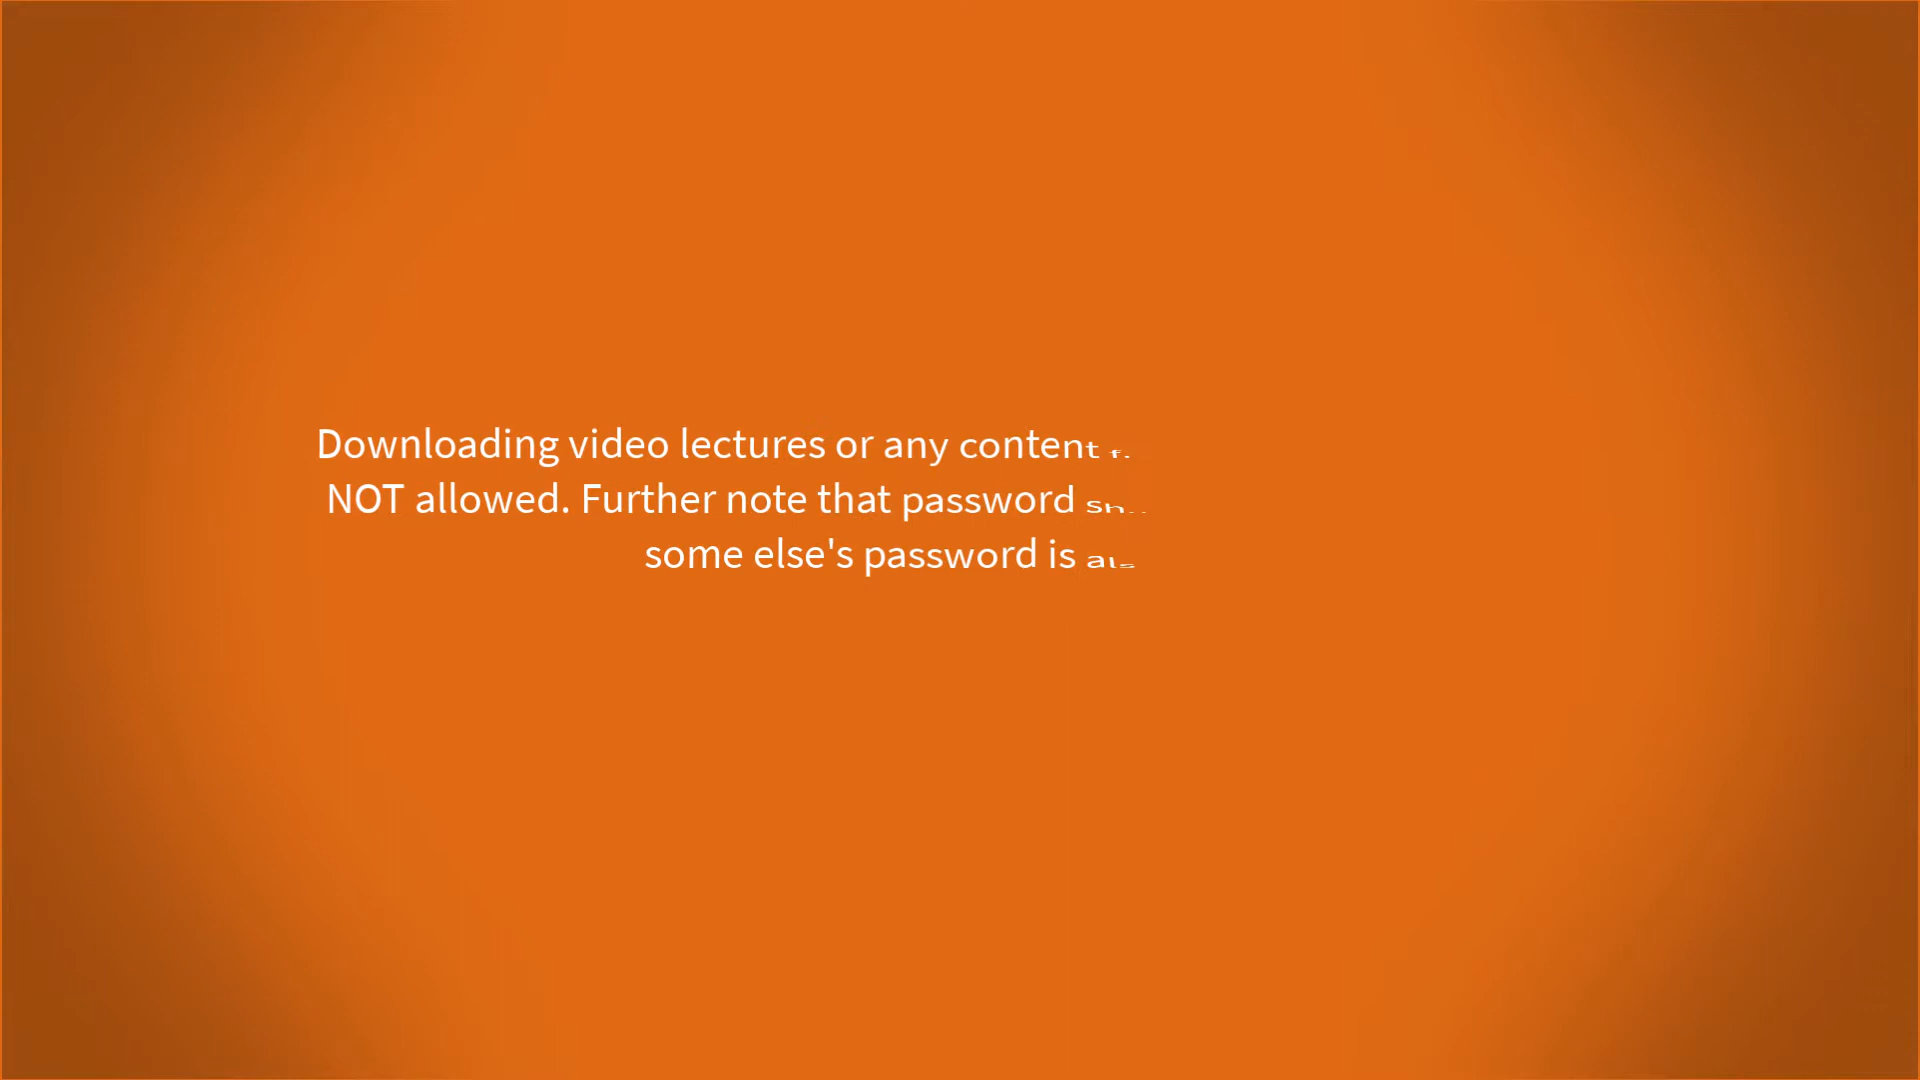 Downloading video lectures or any content
NOT allowed. Further note that password
some else's password is